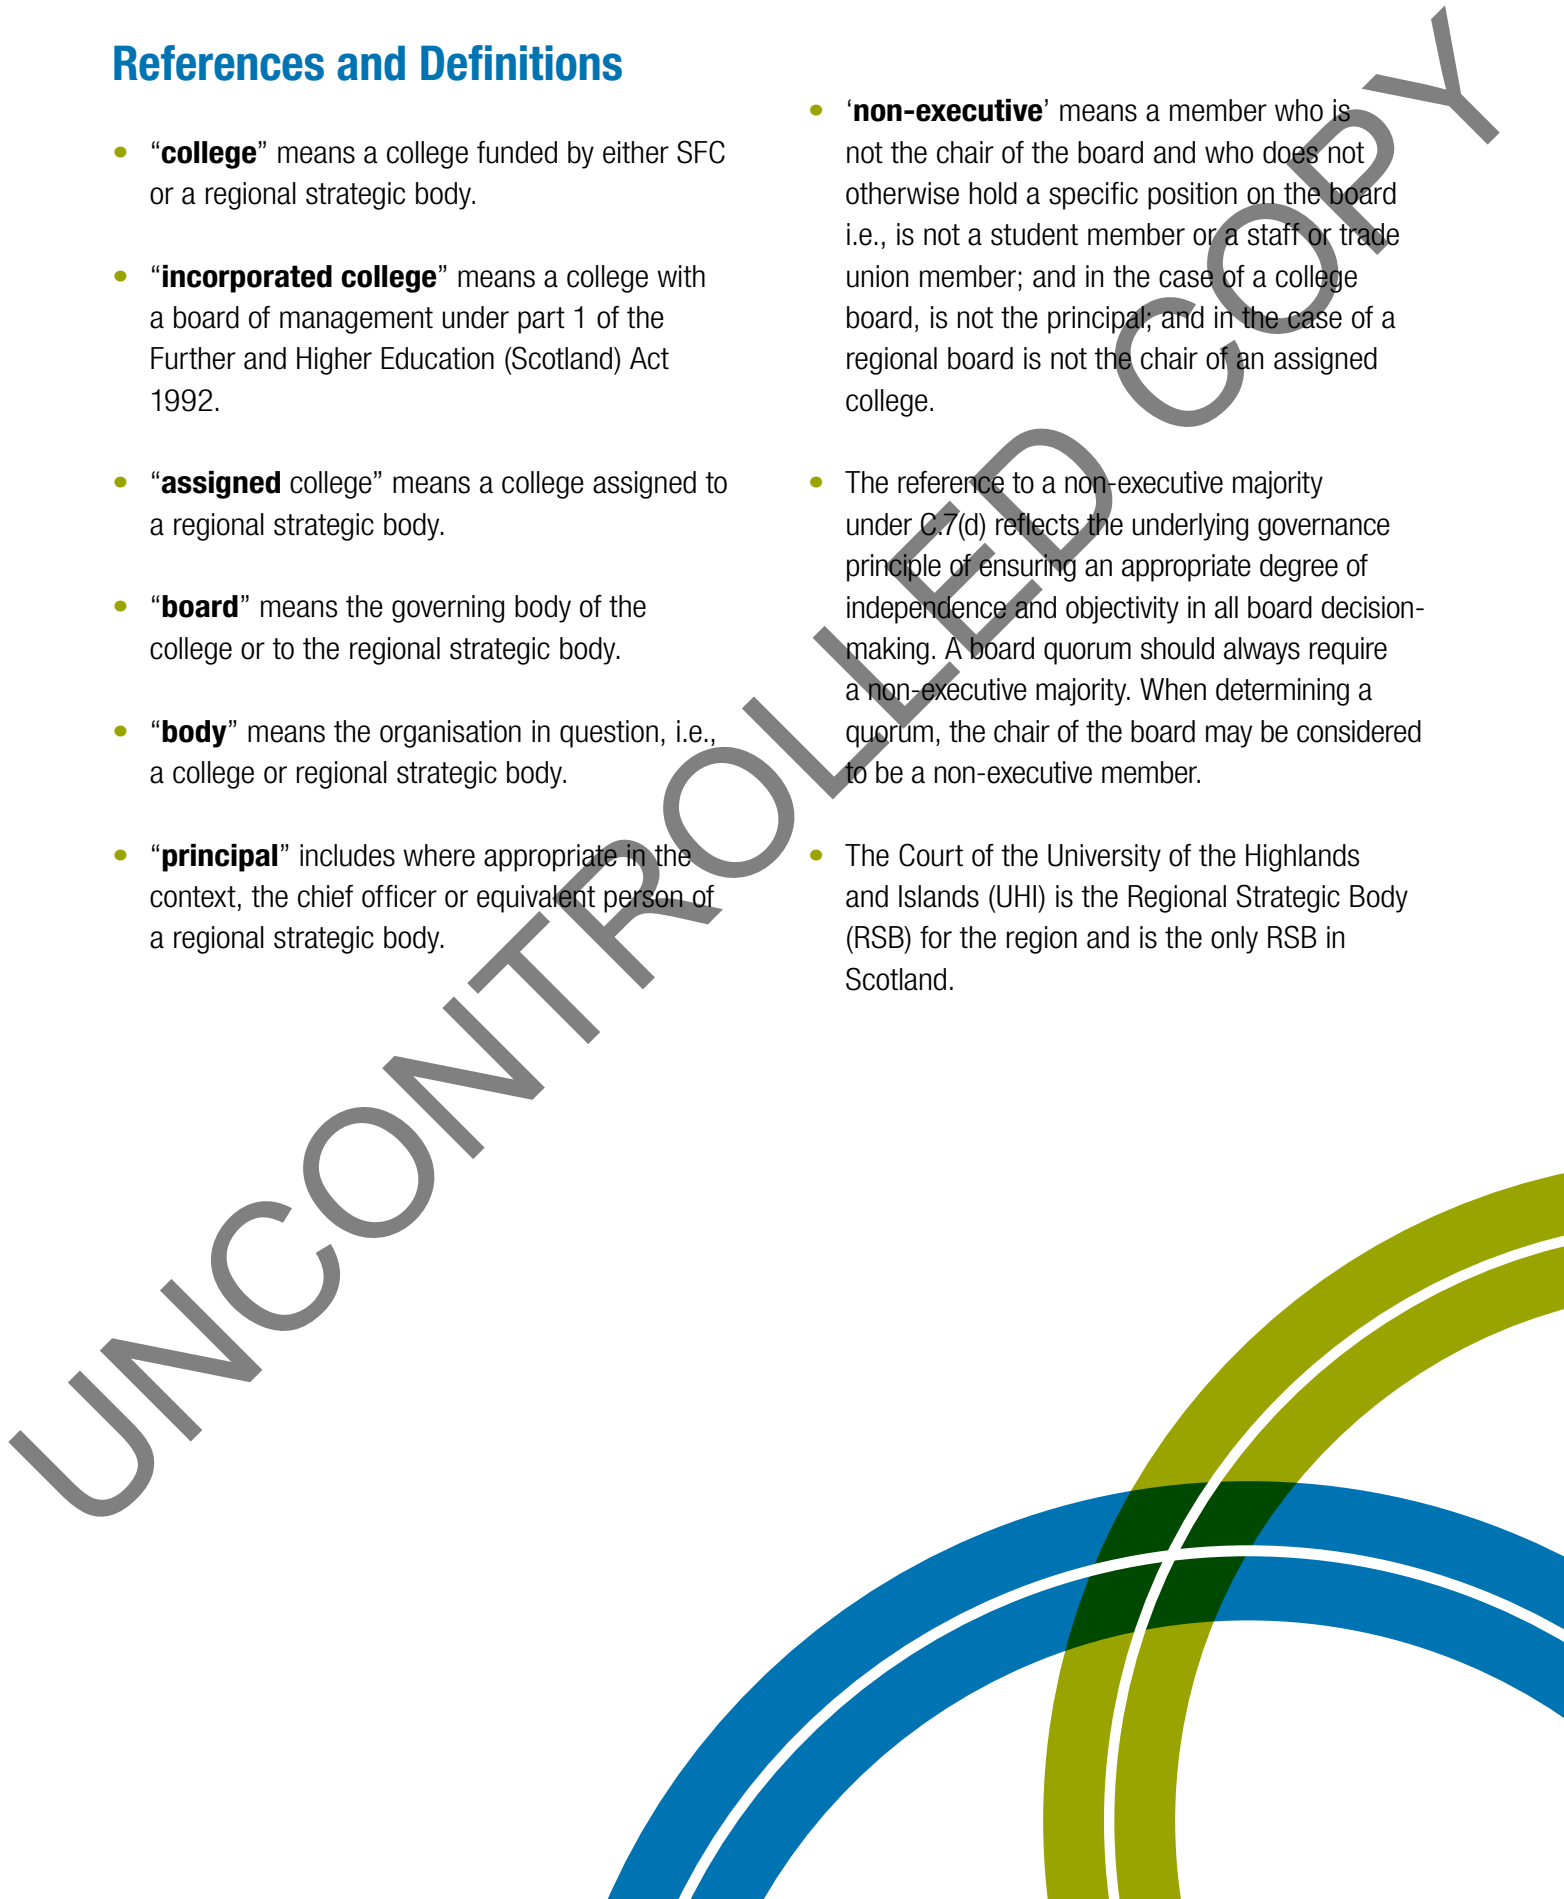 References and Definitions
• “college” means a college funded by either SFC
or a regional strategic body.
• “incorporated college” means a college with
a board of management under part 1 of the
Further and Higher Education (Scotland) Act
1992.
• “assigned college” means a college assigned to
a regional strategic body.
• “board” means the governing body of the
college or to the regional strategic body.
• “body” means the organisation in question, i.e.,
a college or regional strategic body.
• “principal” includes where appropriate in the
context, the chief officer or equivalent person of
a regional strategic body.
• ‘non-executive’ means a member who is
not the chair of the board and who does not
otherwise hold a specific position on the board
i.e., is not a student member or a staff or trade
union member; and in the case of a college
board, is not the principal; and in the case of a
regional board is not the chair of an assigned
college.
• The reference to a non-executive majority
under C.7(d) reflects the underlying governance
principle of ensuring an appropriate degree of
independence and objectivity in all board decision-
making. A board quorum should always require
a non-executive majority. When determining a
quorum, the chair of the board may be considered
to be a non-executive member.
• The Court of the University of the Highlands
and Islands (UHI) is the Regional Strategic Body
(RSB) for the region and is the only RSB in
Scotland.
UNCONTROLLED COPY